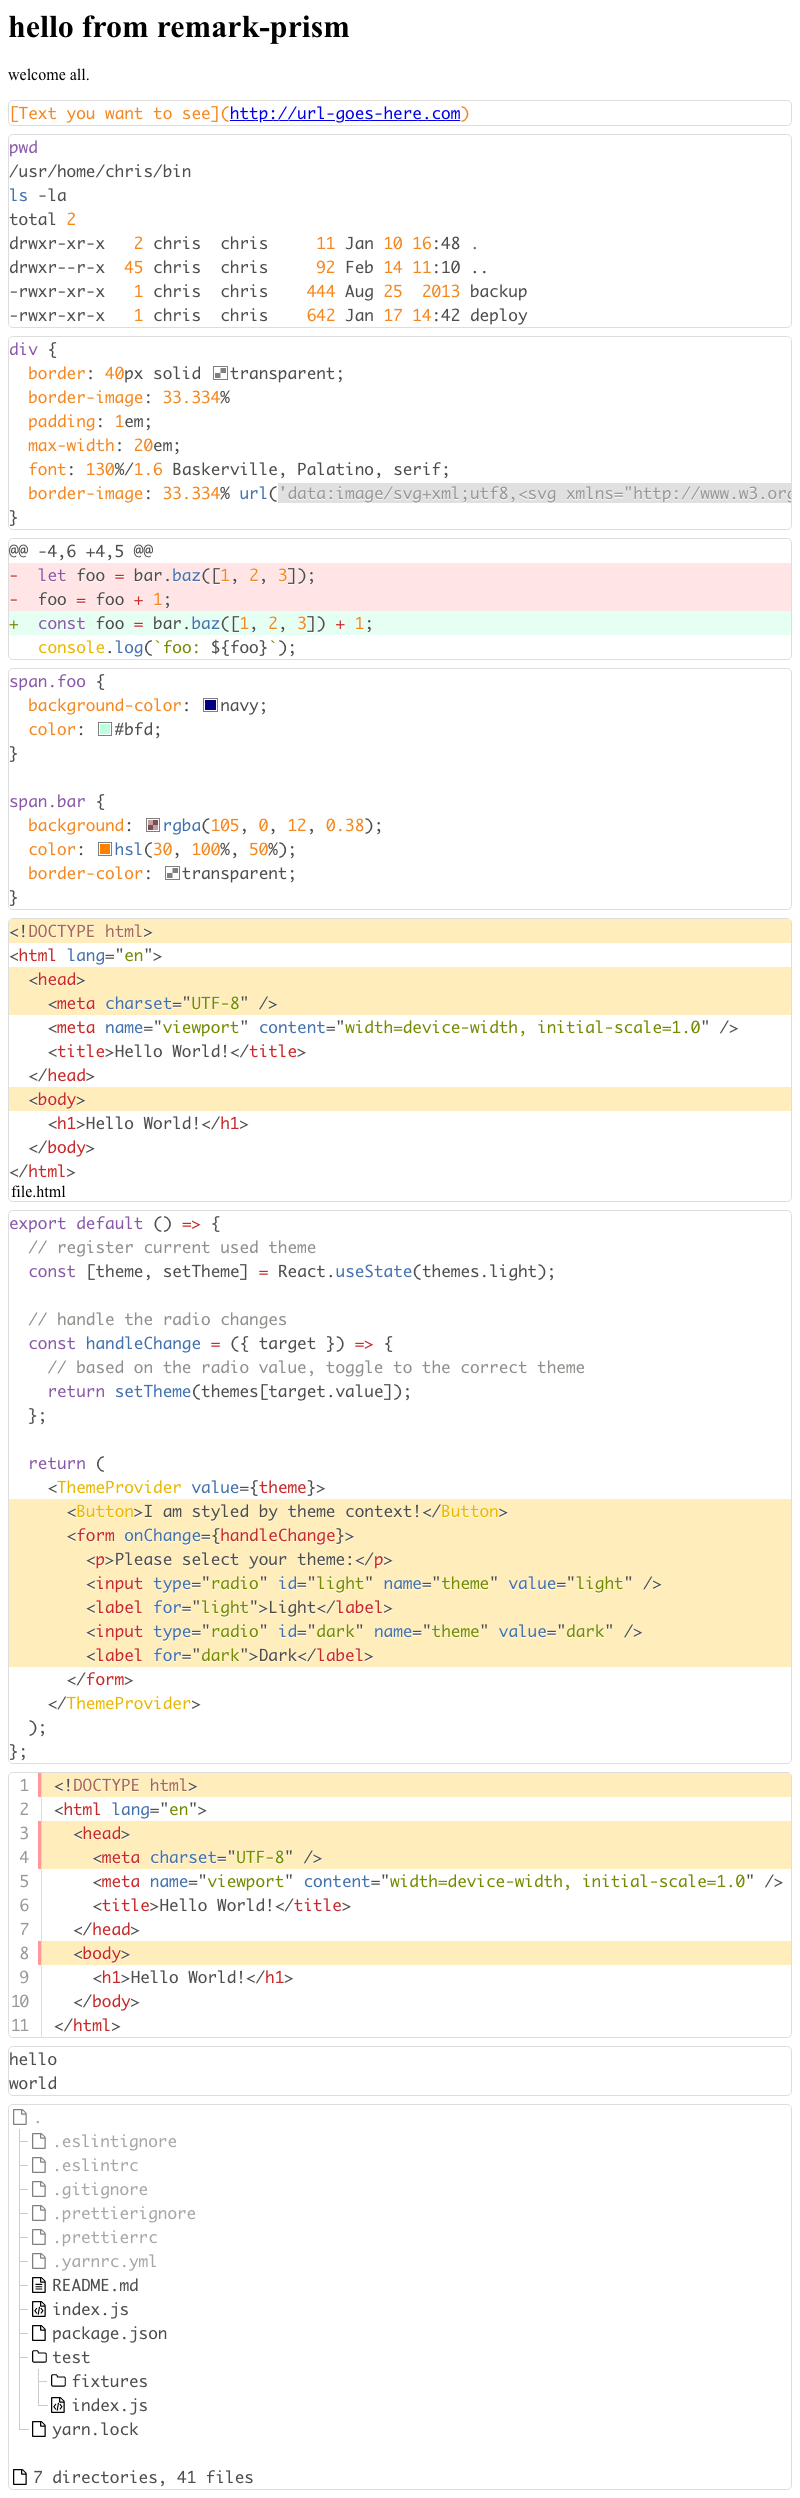 hello from remark-prism
welcome all.
[Text you want to see](http://url-goes-here.com)
pwd
/usr/home/chris/bin
ls -la
total 2
drwxr-xr-x   2 chris  chris     11 Jan 10 16:48 .
drwxr--r-x  45 chris  chris     92 Feb 14 11:10 ..
-rwxr-xr-x   1 chris  chris    444 Aug 25  2013 backup
-rwxr-xr-x   1 chris  chris    642 Jan 17 14:42 deploy
div {
  border: 40px solid transparent;
  border-image: 33.334%
  padding: 1em;
  max-width: 20em;
  font: 130%/1.6 Baskerville, Palatino, serif;
  border-image: 33.334% url('data:image/svg+xml;utf8,<svg xmlns="http://www.w3.org
}
@@ -4,6 +4,5 @@
-  let foo = bar.baz([1, 2, 3]);
-  foo = foo + 1;
+  const foo = bar.baz([1, 2, 3]) + 1;
   console.log(`foo: ${foo}`);
span.foo {
  background-color: navy;
  color: #bfd;
}
span.bar {
  background: rgba(105, 0, 12, 0.38);
  color: hsl(30, 100%, 50%);
  border-color: transparent;
}
<!DOCTYPE html>
<html lang="en">
  <head>
    <meta charset="UTF-8" />
    <meta name="viewport" content="width=device-width, initial-scale=1.0" />
    <title>Hello World!</title>
  </head>
  <body>
    <h1>Hello World!</h1>
  </body>
</html>
file.html
export default () => {
  // register current used theme
  const [theme, setTheme] = React.useState(themes.light);
  // handle the radio changes
  const handleChange = ({ target }) => {
    // based on the radio value, toggle to the correct theme
    return setTheme(themes[target.value]);
  };
  return (
    <ThemeProvider value={theme}>
      <Button>I am styled by theme context!</Button>
      <form onChange={handleChange}>
        <p>Please select your theme:</p>
        <input type="radio" id="light" name="theme" value="light" />
        <label for="light">Light</label>
        <input type="radio" id="dark" name="theme" value="dark" />
        <label for="dark">Dark</label>
      </form>
    </ThemeProvider>
  );
};
1 <!DOCTYPE html>
2 <html lang="en">
3   <head>
4     <meta charset="UTF-8" />
5     <meta name="viewport" content="width=device-width, initial-scale=1.0" />
6     <title>Hello World!</title>
7   </head>
8   <body>
9     <h1>Hello World!</h1>
10   </body>
11 </html>
hello
world
.
.eslintignore
.eslintrc
.gitignore
.prettierignore
.prettierrc
.yarnrc.yml
README.md
index.js
package.json
test
fixtures
index.js
yarn.lock
7 directories, 41 files